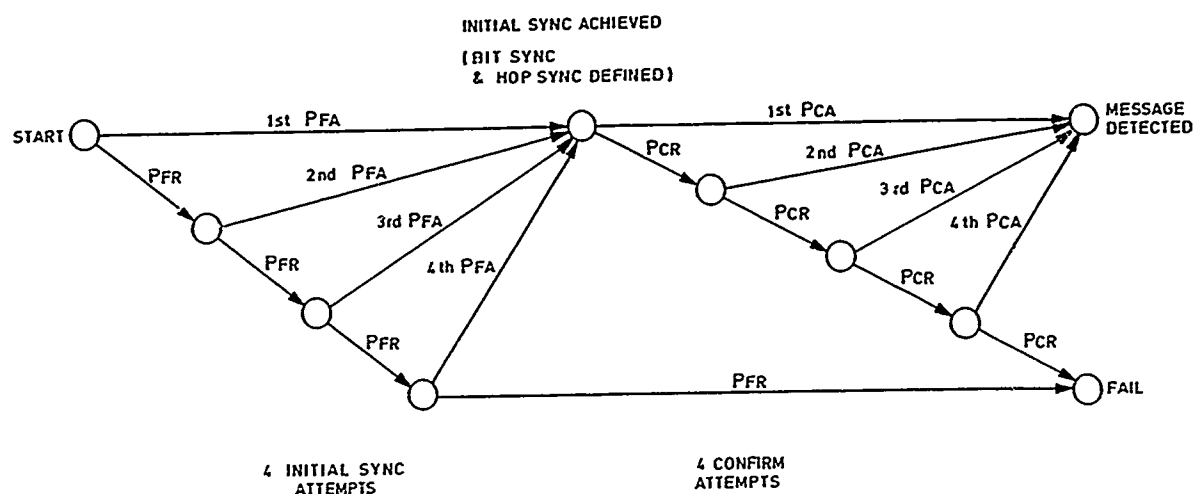 INITIAL SYNC ACHIEVED
(BIT SYNC
& HOP SYNC DEFINED)
START
1st PFA
1st PCA
MESSAGE
DETECTED
PFR
2nd PFA
PCR
2nd PCA
3rd PFA
PCR
3rd PCA
PFR
4th PFA
PCR
4th PCA
PFR
PCR
PFR
FAIL
4 INITIAL SYNC
ATTEMPTS
4 CONFIRM
ATTEMPTS